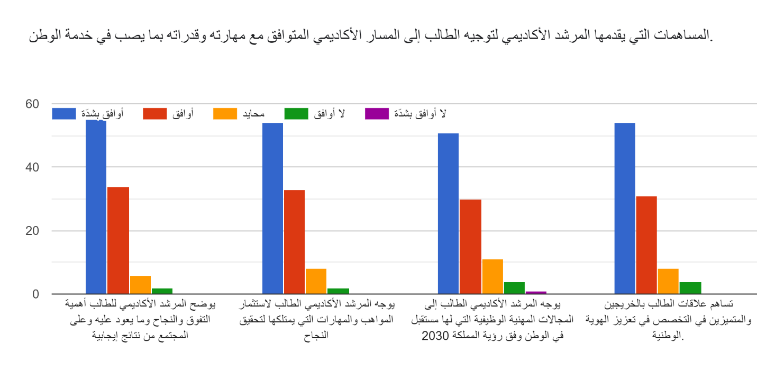 المساهمات التي يقدمها المرشد الأكاديمي لتوجيه الطالب إلى المسار الأكاديمي المتوافق مع مهارته وقدراته بما يصب في خدمة الوطن.
60
أوافق بشدّة
أوافق
محايد
لا أوافق
لا أوافق بشدّة
40
20
0
يوضح المرشد الأكاديمي للطالب أهمية
التفوق والنجاح وما يعود عليه وعلى
المجتمع من نتائج إيجابية
يوجه المرشد الأكاديمي الطالب لاستثمار
المواهب والمهارات التي يمتلكها لتحقيق
النجاح
يوجه المرشد الأكاديمي الطالب إلى
المجالات المهنية الوظيفية التي لها مستقبل
في الوطن وفق رؤية المملكة 2030
تساهم علاقات الطالب بالخريجين
والمتميزين في التخصص في تعزيز الهوية
الوطنية.